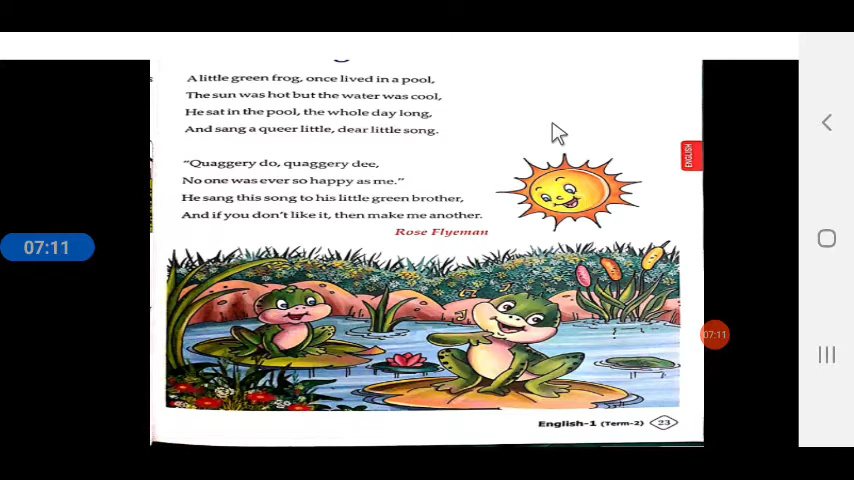 A little green frog, once lived in a pool,
The sun was hot but the water was cool,
He sat in the pool, the whole day long,
And sang a queer little, dear little song.
"Quaggery do, quaggery dee,
No one was ever so happy as me."
He sang this song to his little green brother,
And if you don't like it, then make me another.
Rose Flyeman
ENGLISH
07:11
07:11
English-1 (Term-2) 23